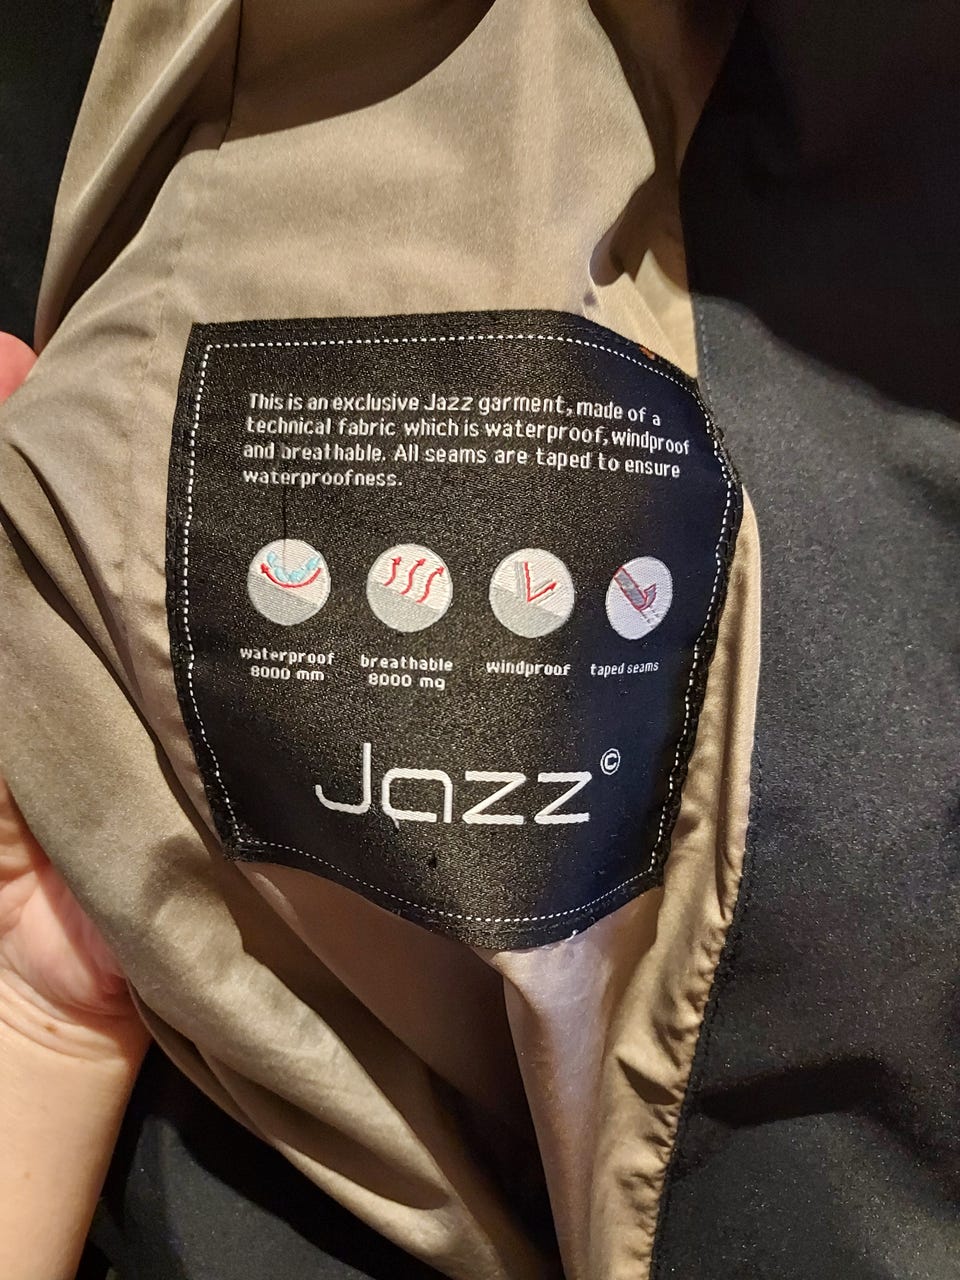 This is an exclusive Jazz garment, made of a
technical fabric which is waterproof, windproof
and breathable. All seams are taped to ensure
waterproofness.
waterproof breathable windproof taped seams
8000 mm 8000 mg
Jazz©